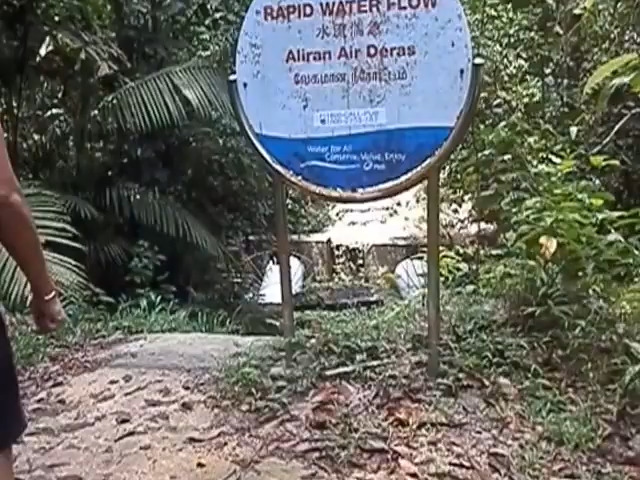 RAPID WATER FLOW
水流湍急
Aliran Air Deras
வேகமான நீரோட்டம்
Water for All
Conserve, Value, Enjoy